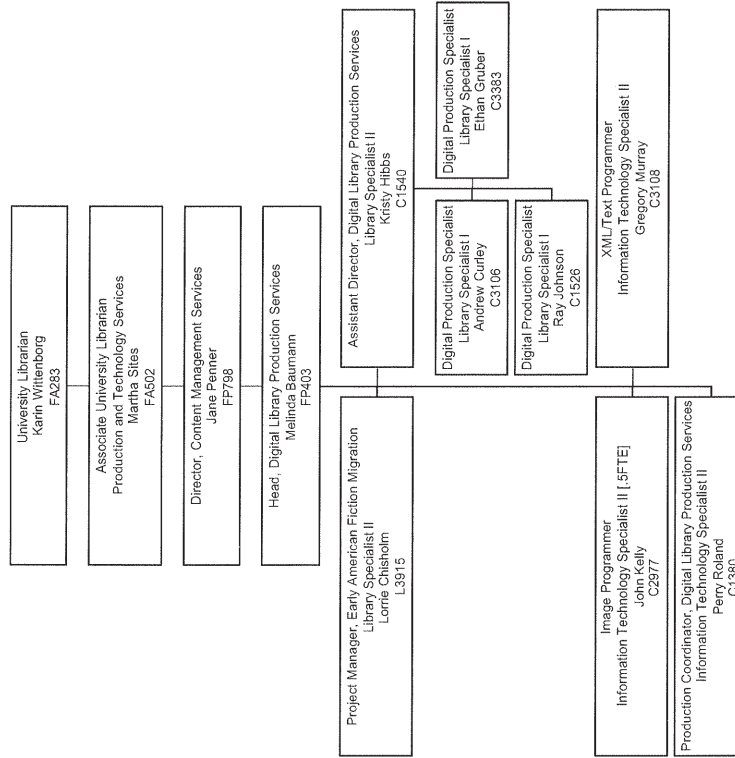 University Librarian
Karin Wittenborg
FA283
Associate University Librarian
Production and Technology Services
Martha Sites
FA502
Director, Content Management Services
Jane Penner
FP798
Head, Digital Library Production Services
Melinda Baumann
FP403
Project Manager, Early American Fiction Migration
Library Specialist II
Lorrie Chisholm
L3915
Assistant Director, Digital Library Production Services
Library Specialist II
Kristy Hibbs
C1540
Digital Production Specialist
Library Specialist I
Andrew Curley
C3106
Digital Production Specialist
Library Specialist I
Ethan Gruber
C3383
Digital Production Specialist
Library Specialist I
Ray Johnson
C1526
Image Programmer
Information Technology Specialist II [.5FTE]
John Kelly
C2977
XML/Text Programmer
Information Technology Specialist II
Gregory Murray
C3108
Production Coordinator, Digital Library Production Services
Information Technology Specialist II
Perry Roland
C1380